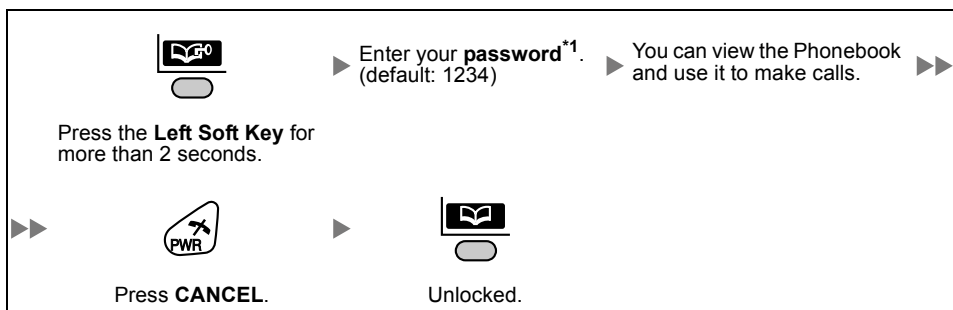 Enter your password*1.
(default: 1234)
You can view the Phonebook
and use it to make calls.
Press the Left Soft Key for
more than 2 seconds.
PWR
Press CANCEL.
Unlocked.